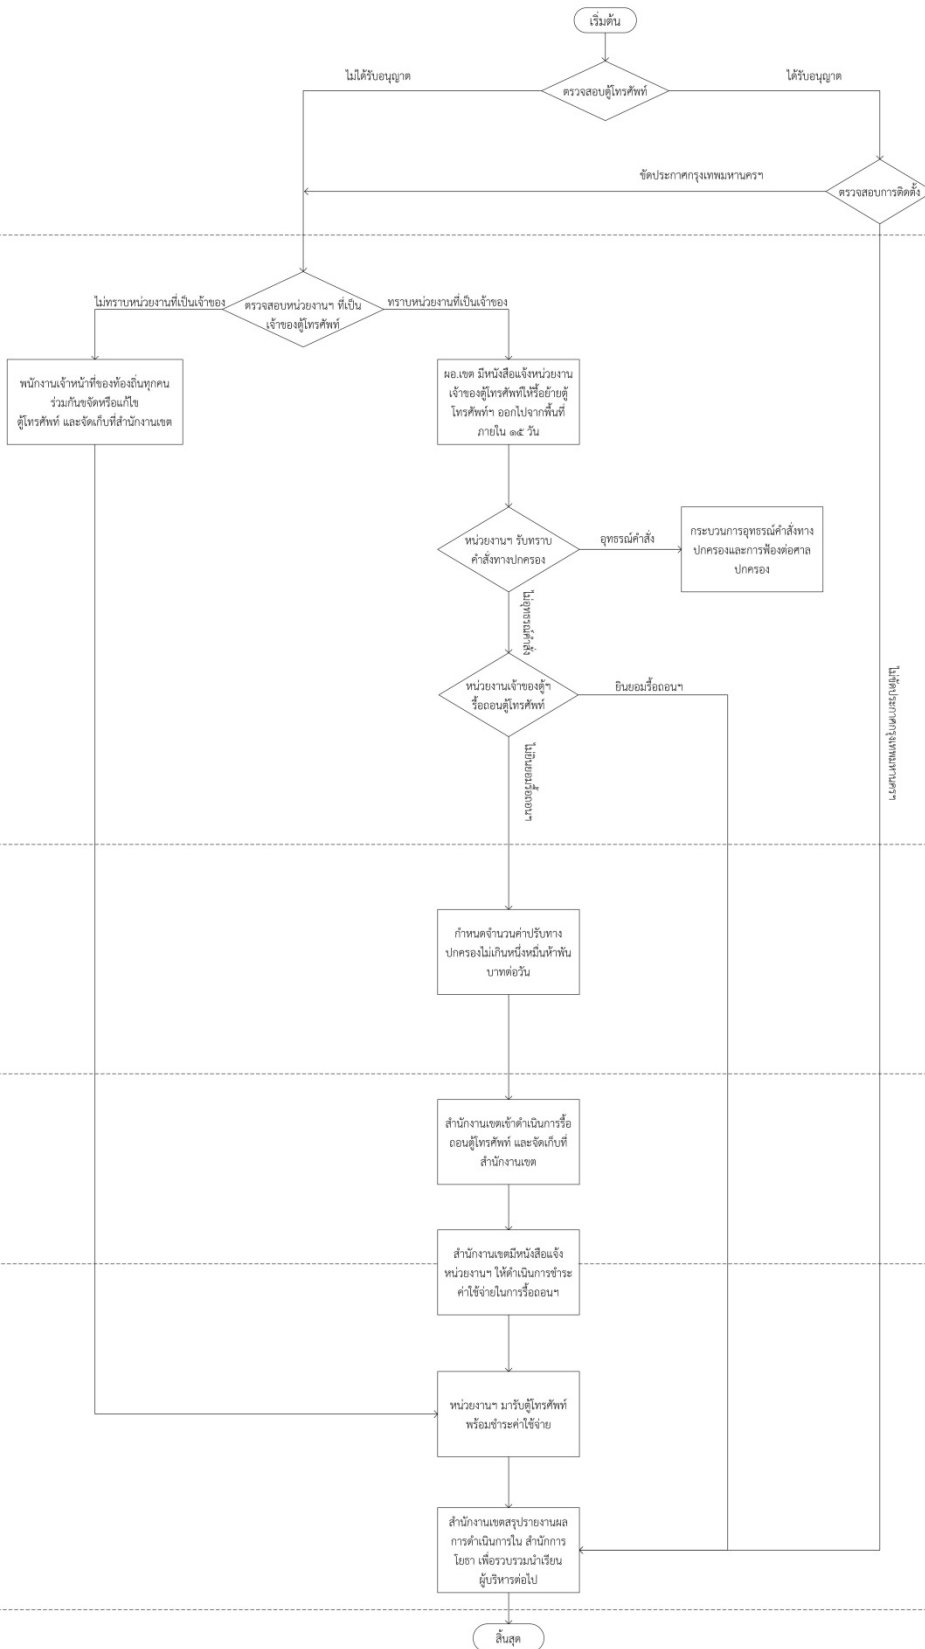 เริ่มต้น
ไม่ได้รับอนุญาต
ได้รับอนุญาต
ตรวจสอบตู้โทรศัพท์
ขัดประกาศกรุงเทพมหานครฯ
ตรวจสอบการติดตั้ง
ไม่ทราบหน่วยงานที่เป็นเจ้าของ
ตรวจสอบหน่วยงานฯ ที่เป็น
เจ้าของตู้โทรศัพท์
ทราบหน่วยงานที่เป็นเจ้าของ
พนักงานเจ้าหน้าที่ของท้องถิ่นทุกคน
ร่วมกันขจัดหรือแก้ไข
ตู้โทรศัพท์ และจัดเก็บที่สำนักงานเขต
ผอ.เขต มีหนังสือแจ้งหน่วยงาน
เจ้าของตู้โทรศัพท์ให้รื้อย้ายตู้
โทรศัพท์ฯ ออกไปจากพื้นที่
ภายใน ๑๕ วัน
หน่วยงานฯ รับทราบ
คำสั่งทางปกครอง
อุทธรณ์คำสั่ง
กระบวนการอุทธรณ์คำสั่งทาง
ปกครองและการฟ้องต่อศาล
ปกครอง
ไม่อุทธรณ์คำสั่ง
หน่วยงานเจ้าของตู้ฯ
รื้อถอนตู้โทรศัพท์
ยินยอมรื้อถอนฯ
ไม่ขัดประกาศกรุงเทพมหานครฯ
ไม่ยินยอมรื้อถอนฯ
กำหนดจำนวนค่าปรับทาง
ปกครองไม่เกินหนึ่งหมื่นห้าพัน
บาทต่อวัน
สำนักงานเขตเข้าดำเนินการรื้อ
ถอนตู้โทรศัพท์ และจัดเก็บที่
สำนักงานเขต
สำนักงานเขตมีหนังสือแจ้ง
หน่วยงานฯ ให้ดำเนินการชำระ
ค่าใช้จ่ายในการรื้อถอนฯ
หน่วยงานฯ มารับตู้โทรศัพท์
พร้อมชำระค่าใช้จ่าย
สำนักงานเขตสรุปรายงานผล
การดำเนินการใน สำนักการ
โยธา เพื่อรวบรวมนำเรียน
ผู้บริหารต่อไป
สิ้นสุด